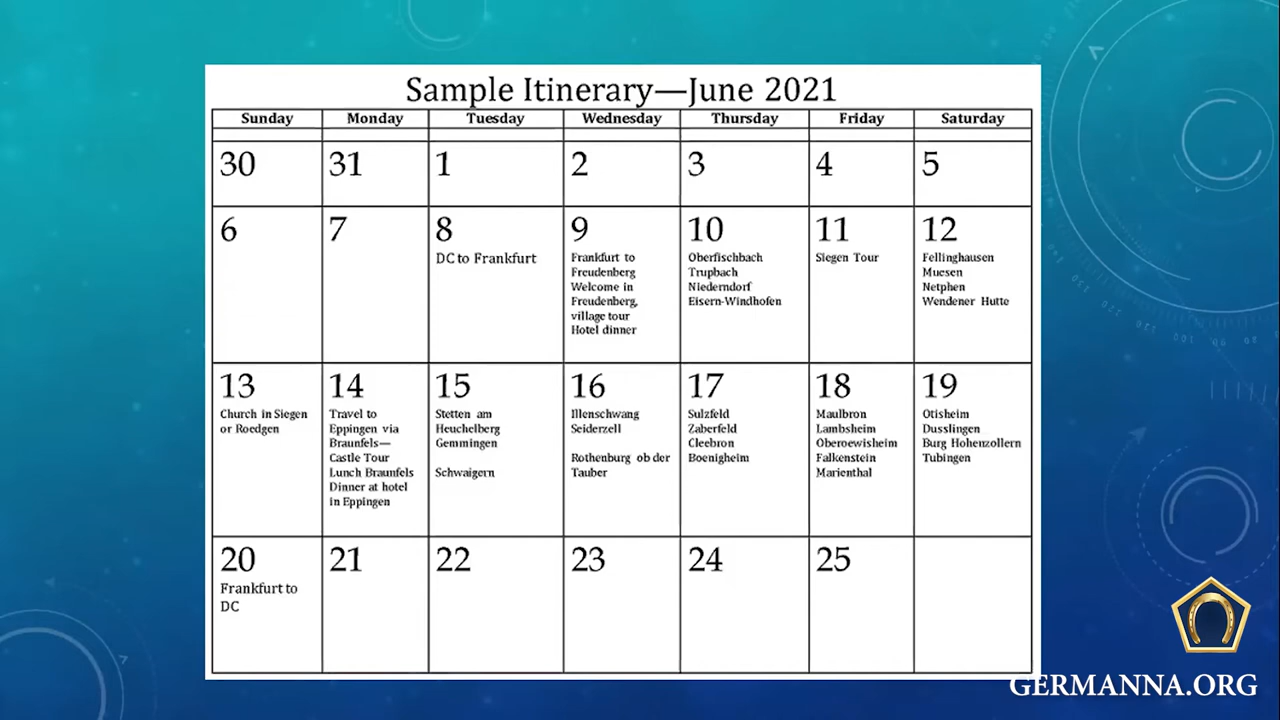 Sample Itinerary—June 2021
Sunday
Monday
Tuesday
Wednesday
Thursday
Friday
Saturday
30
31
1
2
3
4
5
6
7
8
DC to Frankfurt
9
Frankfurt to
Freudenberg
Welcome in
Freudenberg,
village tour
Hotel dinner
10
Oberfischbach
Trupbach
Niederndorf
Eisern-Windhofen
11
Siegen Tour
12
Fellinghausen
Muesen
Netphen
Wendener Hutte
13
Church in Siegen
or Roedgen
14
Travel to
Eppingen via
Braunfels—
Castle Tour
Lunch Braunfels
Dinner at hotel
in Eppingen
15
Stetten am
Heuchelberg
Gemmingen
Schwaigern
16
Illenschwang
Seiderzell
Rothenburg ob der
Tauber
17
Sulzfeld
Zaberfeld
Cleebron
Boenigheim
18
Maulbron
Lambsheim
Oberoewisheim
Falkenstein
Marienthal
19
Otisheim
Dusslingen
Burg Hohenzollern
Tubingen
20
Frankfurt to
DC
21
22
23
24
25
GERMANNA.ORG